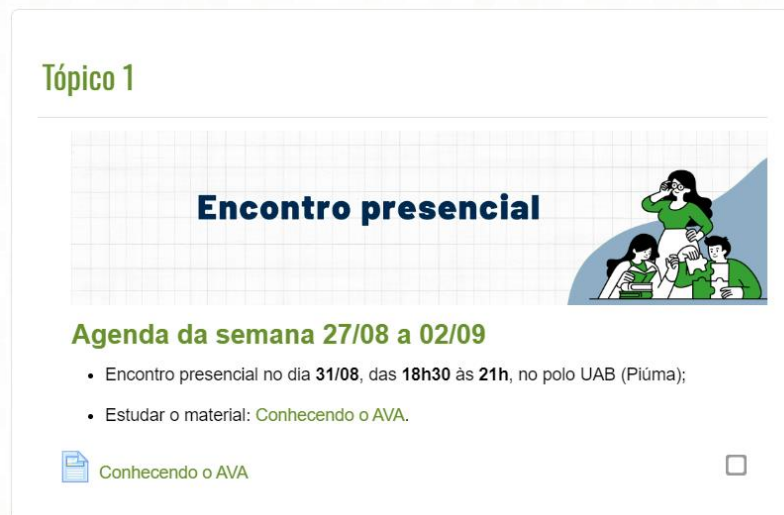 Tópico 1
Encontro presencial
Agenda da semana 27/08 a 02/09
• Encontro presencial no dia 31/08, das 18h30 às 21h, no polo UAB (Piúma);
• Estudar o material: Conhecendo o AVA.
Conhecendo o AVA